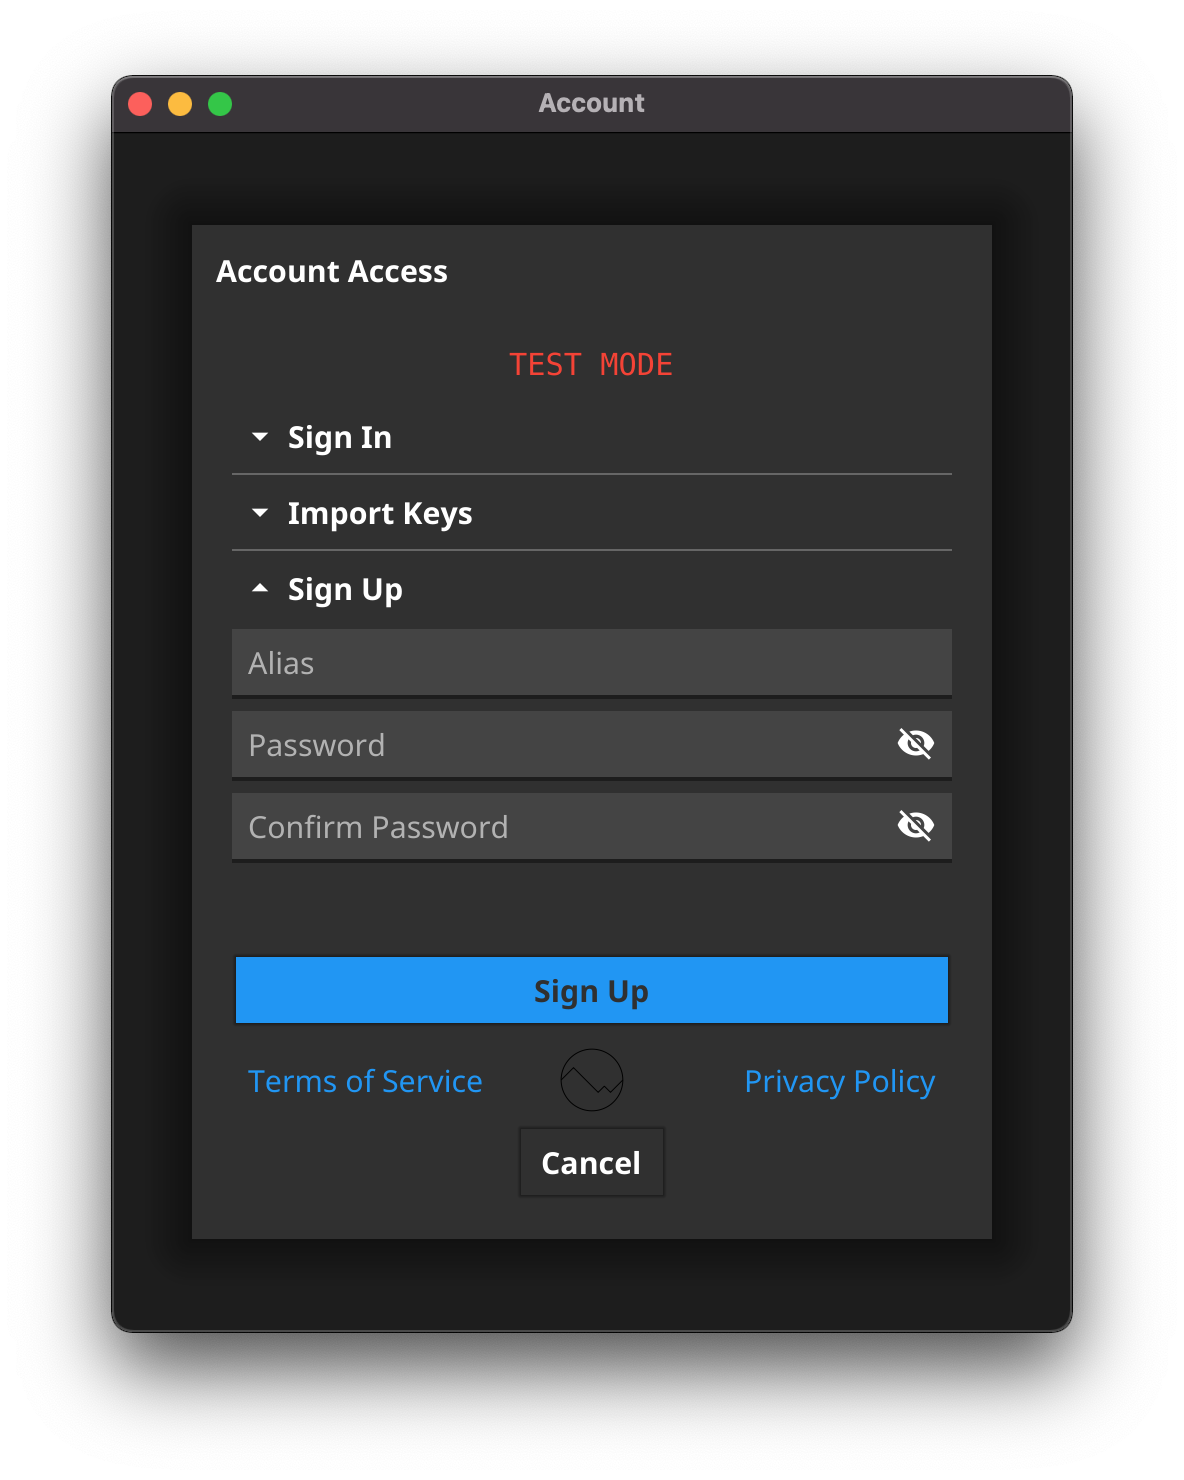 Account
Account Access
TEST MODE
Sign In
Import Keys
Sign Up
Alias
Password
Confirm Password
Sign Up
Terms of Service
Privacy Policy
Cancel